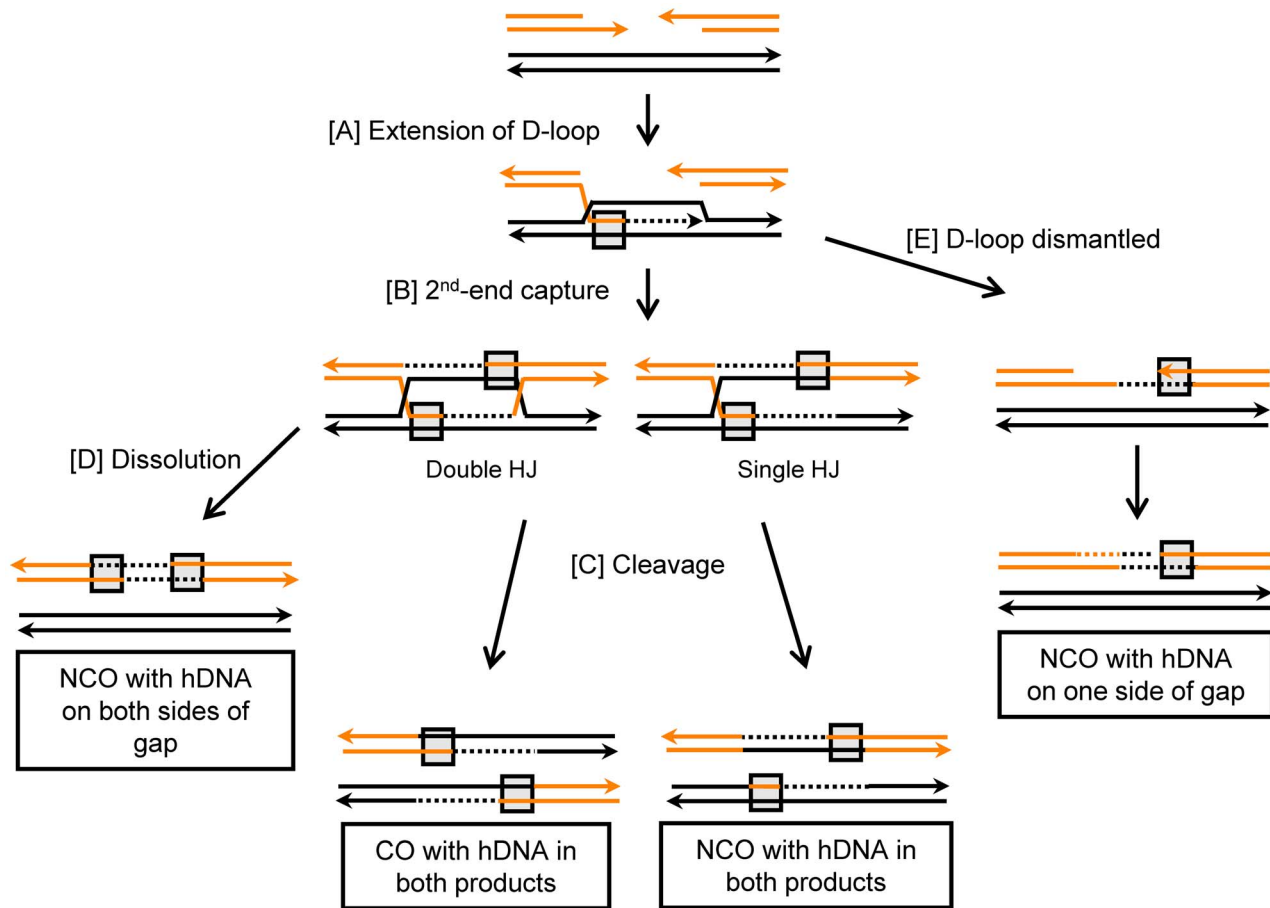 [A] Extension of D-loop
[E] D-loop dismantled
[B] 2nd-end capture
Double HJ
Single HJ
[D] Dissolution
[C] Cleavage
NCO with hDNA
on both sides of
gap
NCO with hDNA
on one side of gap
CO with hDNA in
both products
NCO with hDNA in
both products